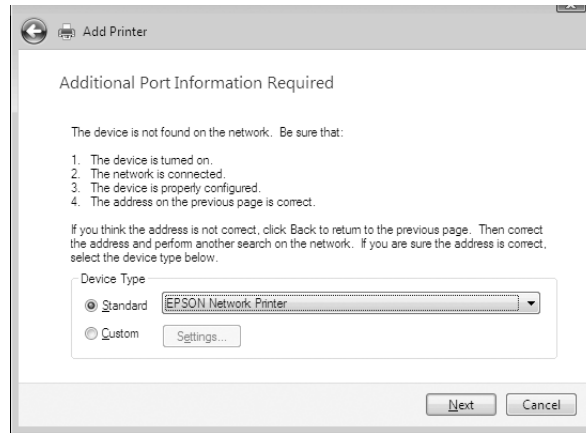 Add Printer
Additional Port Information Required
The device is not found on the network. Be sure that:
1. The device is turned on.
2. The network is connected.
3. The device is properly configured.
4. The address on the previous page is correct.
If you think the address is not correct, click Back to return to the previous page. Then correct
the address and perform another search on the network. If you are sure the address is correct,
select the device type below.
Device Type
Standard
EPSON Network Printer
Custom
Settings...
Next
Cancel